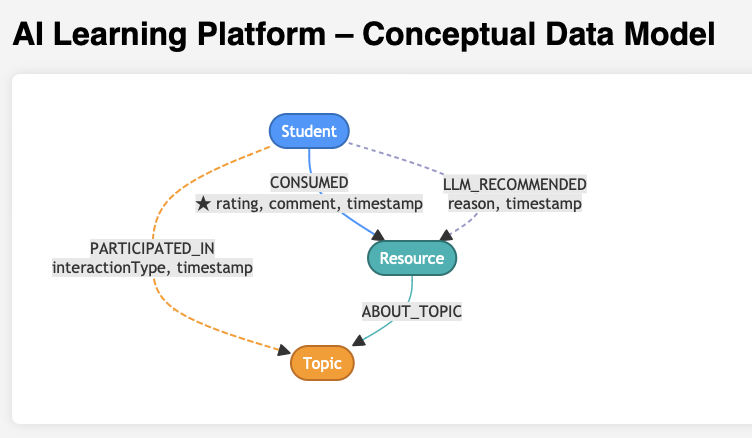 AI Learning Platform – Conceptual Data Model
Student
CONSUMED
★ rating, comment, timestamp
LLM_RECOMMENDED
reason, timestamp
PARTICIPATED_IN
interactionType, timestamp
Resource
ABOUT_TOPIC
Topic